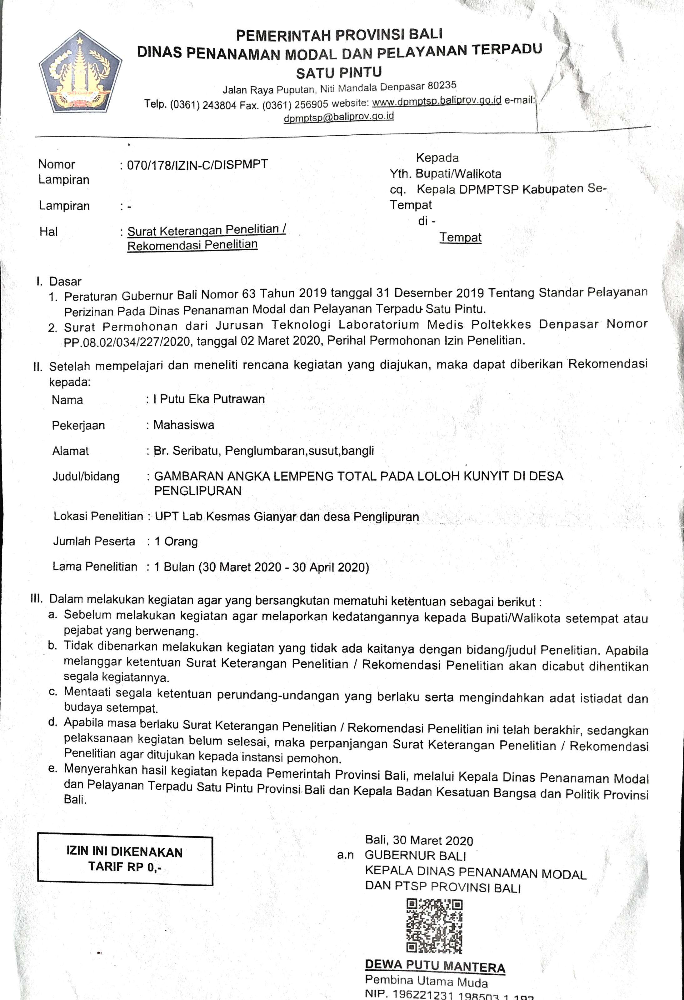 PEMERINTAH PROVINSI BALI
DINAS PENANAMAN MODAL DAN PELAYANAN TERPADU
SATU PINTU
Jalan Raya Puputan, Niti Mandala Denpasar 80235
Telp. (0361) 243804 Fax. (0361) 256905 website: www.dpmptsp.baliprov.go.id e-mail:
dpmptsp@baliprov.go.id
Nomor : 070/178/IZIN-C/DISPMPT
Lampiran
Lampiran : -
Hal : Surat Keterangan Penelitian /
Rekomendasi Penelitian
Kepada
Yth. Bupati/Walikota
cq. Kepala DPMPTSP Kabupaten Se-
Tempat
di -
Tempat
I. Dasar
1. Peraturan Gubernur Bali Nomor 63 Tahun 2019 tanggal 31 Desember 2019 Tentang Standar Pelayanan
Perizinan Pada Dinas Penanaman Modal dan Pelayanan Terpadu Satu Pintu.
2. Surat Permohonan dari Jurusan Teknologi Laboratorium Medis Poltekkes Denpasar Nomor
PP.08.02/034/227/2020, tanggal 02 Maret 2020, Perihal Permohonan Izin Penelitian.
II. Setelah mempelajari dan meneliti rencana kegiatan yang diajukan, maka dapat diberikan Rekomendasi
kepada:
Nama : I Putu Eka Putrawan
Pekerjaan : Mahasiswa
Alamat : Br. Seribatu, Penglumbaran,susut,bangli
Judul/bidang : GAMBARAN ANGKA LEMPENG TOTAL PADA LOLOH KUNYIT DI DESA
PENGLIPURAN
Lokasi Penelitian : UPT Lab Kesmas Gianyar dan desa Penglipuran
Jumlah Peserta : 1 Orang
Lama Penelitian : 1 Bulan (30 Maret 2020 - 30 April 2020)
III. Dalam melakukan kegiatan agar yang bersangkutan mematuhi ketentuan sebagai berikut :
a. Sebelum melakukan kegiatan agar melaporkan kedatangannya kepada Bupati/Walikota setempat atau
pejabat yang berwenang.
b. Tidak dibenarkan melakukan kegiatan yang tidak ada kaitanya dengan bidang/judul Penelitian. Apabila
melanggar ketentuan Surat Keterangan Penelitian / Rekomendasi Penelitian akan dicabut dihentikan
segala kegiatannya.
c. Mentaati segala ketentuan perundang-undangan yang berlaku serta mengindahkan adat istiadat dan
budaya setempat.
d. Apabila masa berlaku Surat Keterangan Penelitian / Rekomendasi Penelitian ini telah berakhir, sedangkan
pelaksanaan kegiatan belum selesai, maka perpanjangan Surat Keterangan Penelitian / Rekomendasi
Penelitian agar ditujukan kepada instansi pemohon.
e. Menyerahkan hasil kegiatan kepada Pemerintah Provinsi Bali, melalui Kepala Dinas Penanaman Modal
dan Pelayanan Terpadu Satu Pintu Provinsi Bali dan Kepala Badan Kesatuan Bangsa dan Politik Provinsi
Bali.
IZIN INI DIKENAKAN
TARIF RP 0,-
Bali, 30 Maret 2020
a.n GUBERNUR BALI
KEPALA DINAS PENANAMAN MODAL
DAN PTSP PROVINSI BALI
DEWA PUTU MANTERA
Pembina Utama Muda
NIP. 196221231 198503 1 197